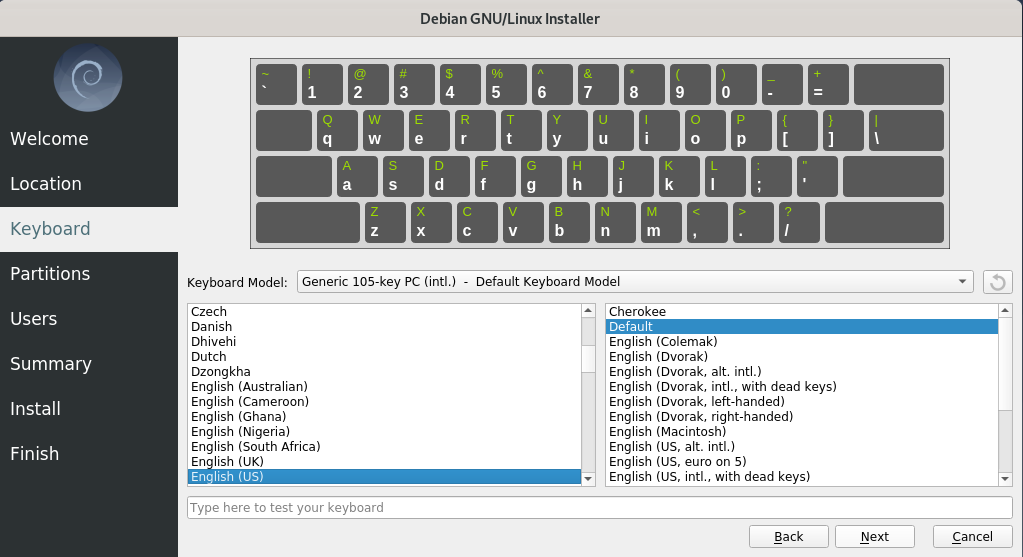 Debian GNU/Linux Installer
Welcome
Location
Keyboard
Partitions
Users
Summary
Install
Finish
~ ! @ # $ % ^ & * ( ) _ +
` 1 2 3 4 5 6 7 8 9 0 - =
Q W E R T Y U I O P { } |
q w e r t y u i o p [ ] \
A S D F G H J K L : "
a s d f g h j k l ; '
Z X C V B N M < > ?
z x c v b n m , . /
Keyboard Model: Generic 105-key PC (intl.) - Default Keyboard Model
Czech
Danish
Dhivehi
Dutch
Dzongkha
English (Australian)
English (Cameroon)
English (Ghana)
English (Nigeria)
English (South Africa)
English (UK)
English (US)
Cherokee
Default
English (Colemak)
English (Dvorak)
English (Dvorak, alt. intl.)
English (Dvorak, intl., with dead keys)
English (Dvorak, left-handed)
English (Dvorak, right-handed)
English (Macintosh)
English (US, alt. intl.)
English (US, euro on 5)
English (US, intl., with dead keys)
Type here to test your keyboard
Back Next Cancel